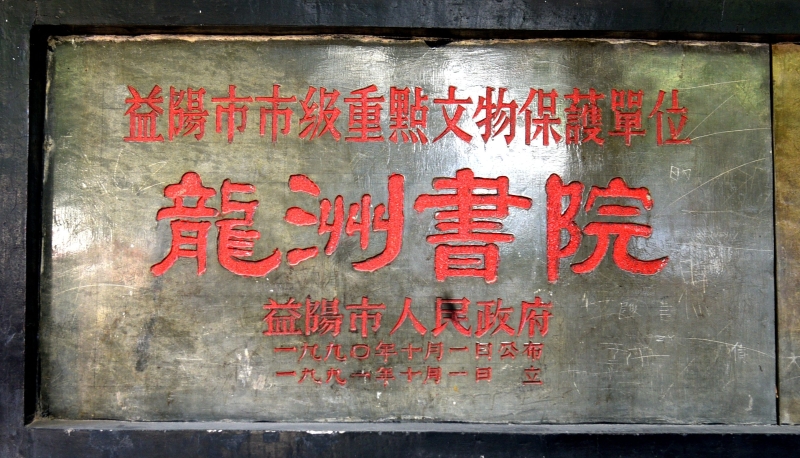 益陽市市级重點文物保護單位
龍洲書院
益陽市人民政府
一九九〇年十月一日公布
一九九一年十月一日 立